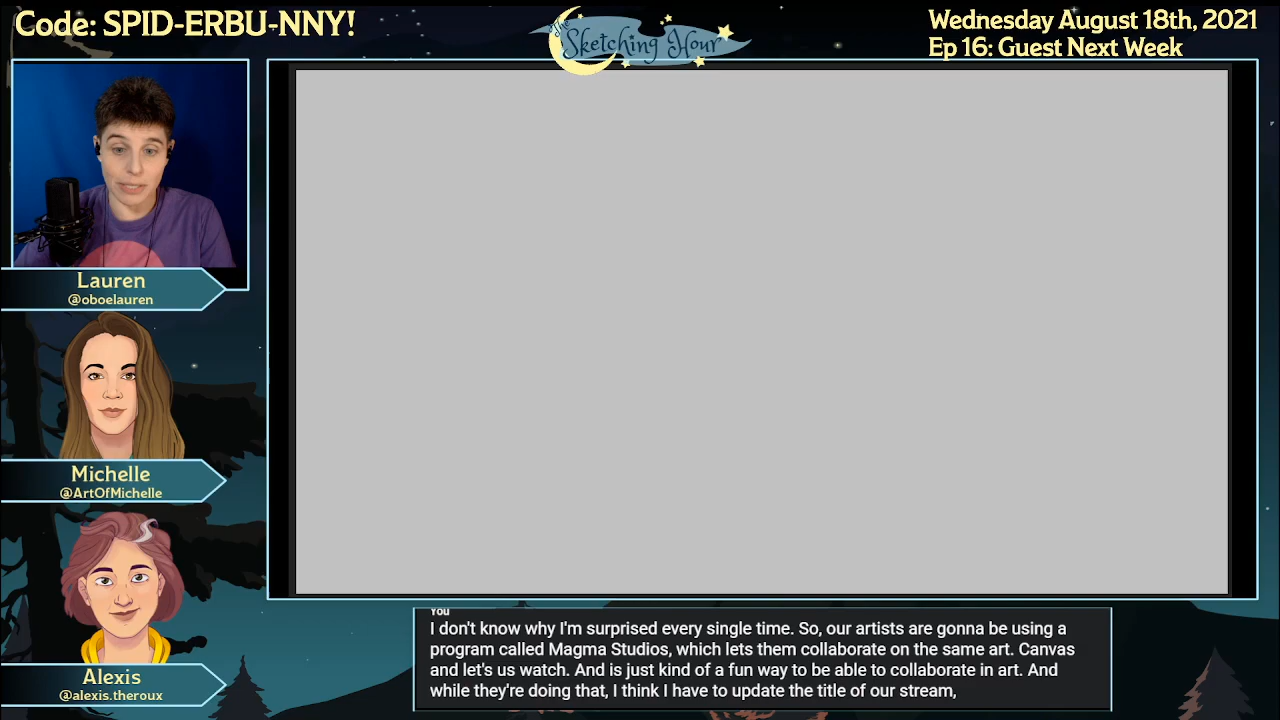 Code: SPID-ERBU-NNY!
The
Sketching Hour
Wednesday August 18th, 2021
Ep 16: Guest Next Week
Lauren
@oboelauren
Michelle
@ArtOfMichelle
Alexis
@alexis.theroux
You
I don't know why I'm surprised every single time. So, our artists are gonna be using a
program called Magma Studios, which lets them collaborate on the same art. Canvas
and let's us watch. And is just kind of a fun way to be able to collaborate in art. And
while they're doing that, I think I have to update the title of our stream,